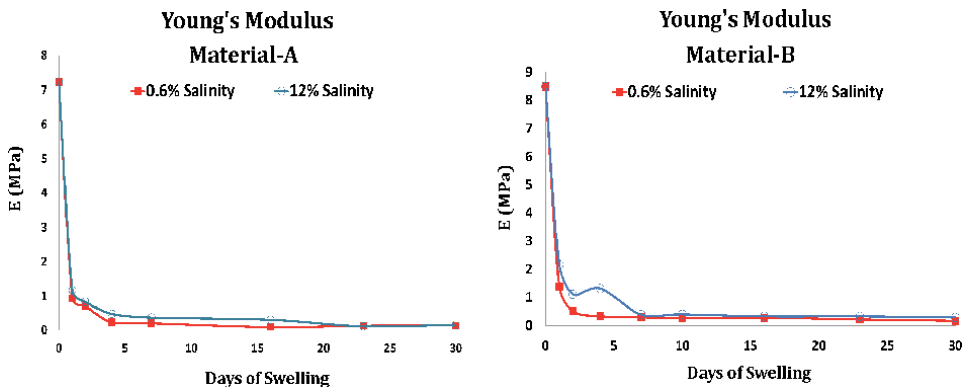 Young's Modulus
Material-A
0.6% Salinity
12% Salinity
E (MPa)
8
7
6
5
4
3
2
1
0
0
5
10
15
20
25
30
Days of Swelling
Young's Modulus
Material-B
0.6% Salinity
12% Salinity
E (MPa)
9
8
7
6
5
4
3
2
1
0
0
5
10
15
20
25
30
Days of Swelling